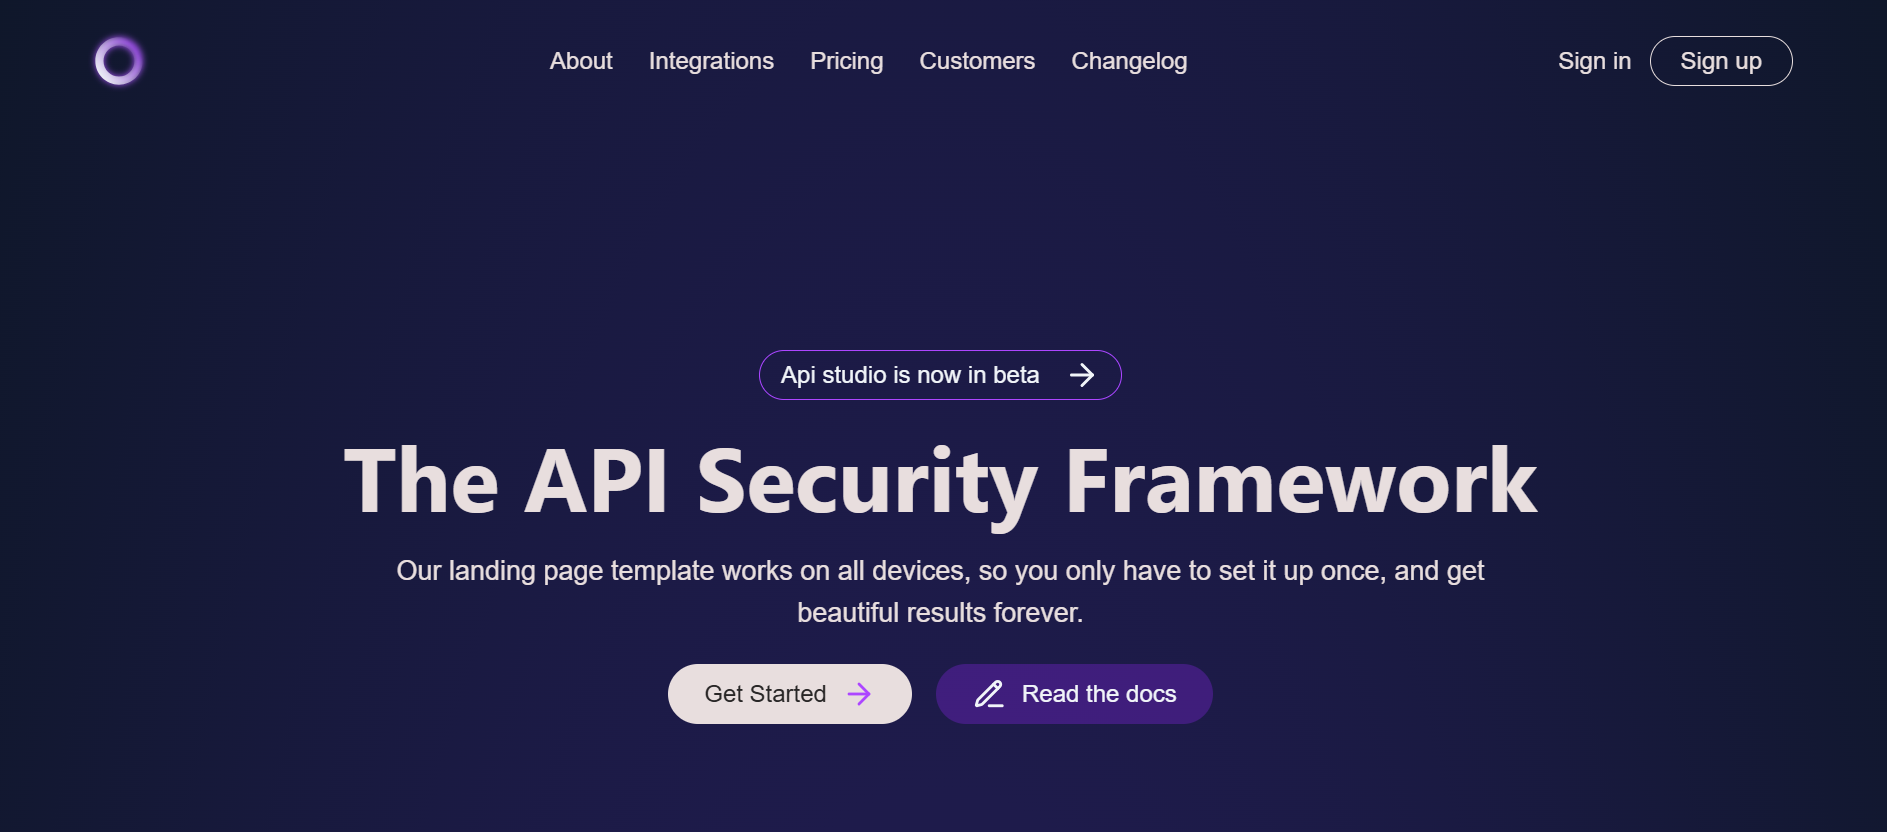 About
Integrations
Pricing
Customers
Changelog
Sign in
Sign up
Api studio is now in beta
The API Security Framework
Our landing page template works on all devices, so you only have to set it up once, and get
beautiful results forever.
Get Started
Read the docs